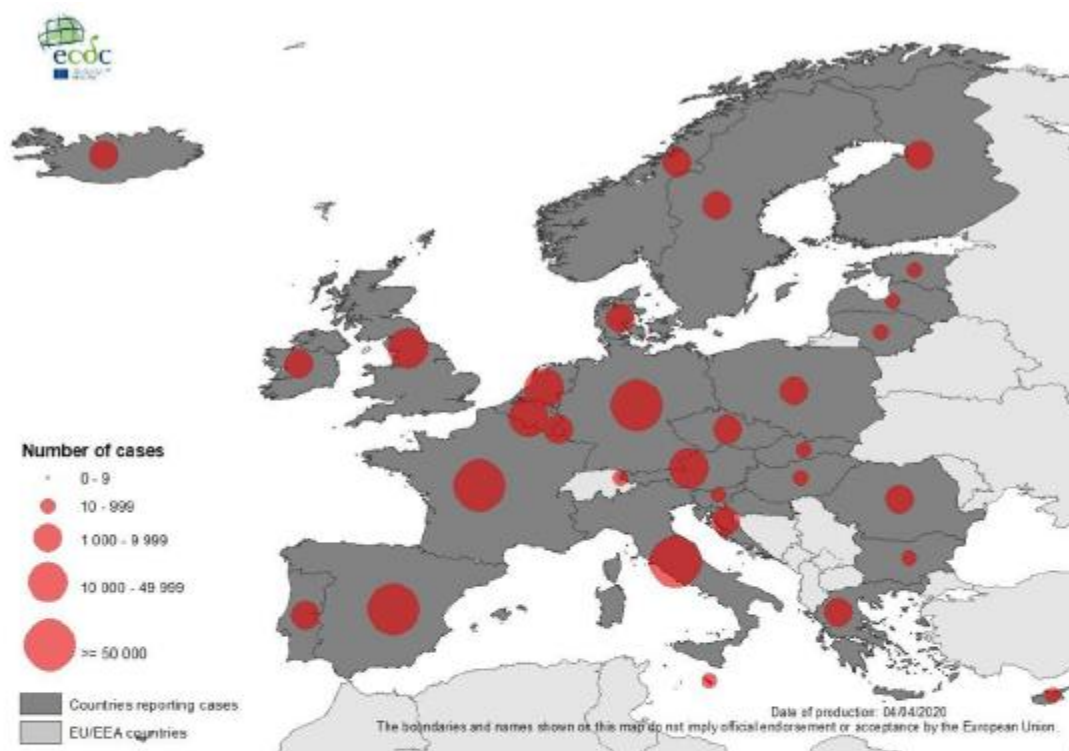 ecdc
Number of cases
0 - 9
10 - 999
1 000 - 9 999
10 000 - 49 999
>= 50 000
Countries reporting cases
EU/EEA countries
Date of production: 04/04/2020
The boundaries and names shown on this map do not imply official endorsement or acceptance by the European Union.